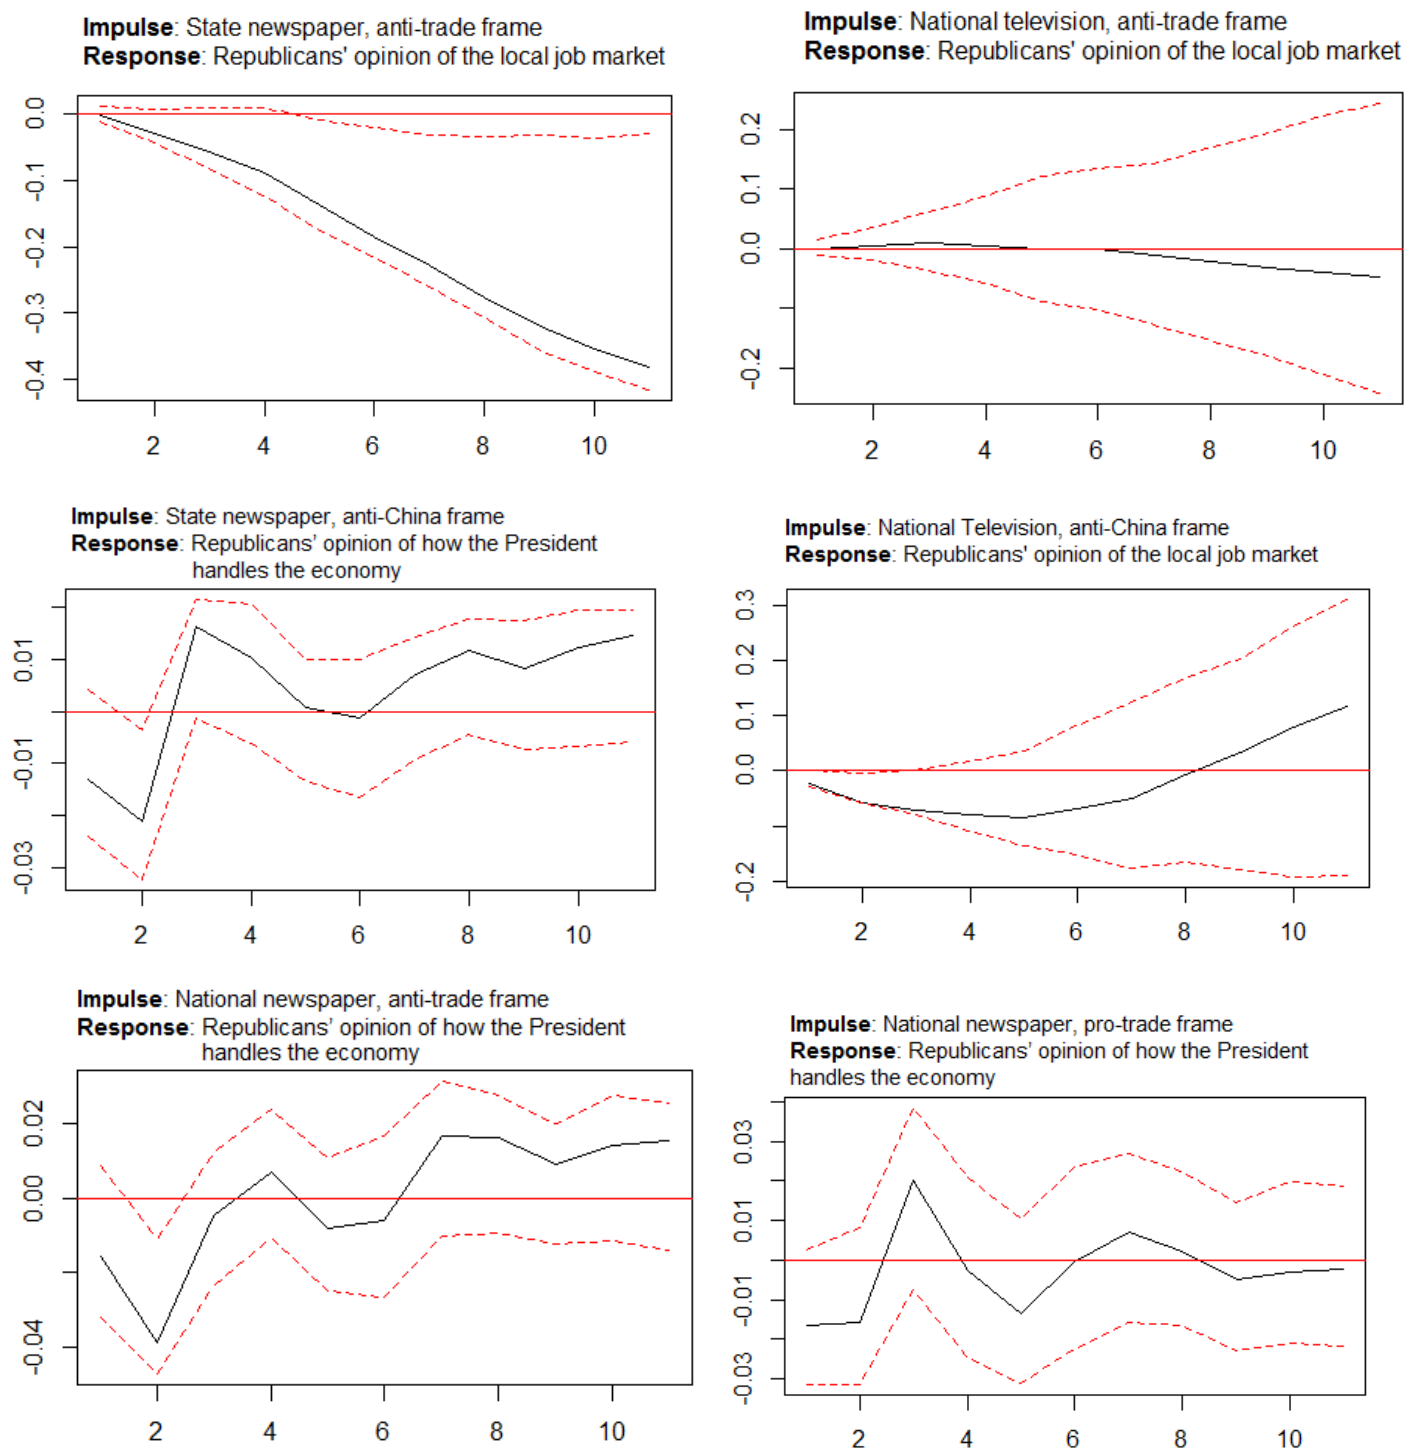 Impulse: State newspaper, anti-trade frame
Response: Republicans' opinion of the local job market
0.0
-0.1
-0.2
-0.3
-0.4
2 4 6 8 10
Impulse: National television, anti-trade frame
Response: Republicans' opinion of the local job market
0.2
0.1
0.0
-0.2
2 4 6 8 10
Impulse: State newspaper, anti-China frame
Response: Republicans’ opinion of how the President
handles the economy
0.01
-0.01
-0.03
2 4 6 8 10
Impulse: National Television, anti-China frame
Response: Republicans' opinion of the local job market
0.3
0.2
0.1
0.0
-0.2
2 4 6 8 10
Impulse: National newspaper, anti-trade frame
Response: Republicans’ opinion of how the President
handles the economy
0.02
0.00
-0.04
2 4 6 8 10
Impulse: National newspaper, pro-trade frame
Response: Republicans’ opinion of how the President
handles the economy
0.03
0.01
-0.01
-0.03
2 4 6 8 10